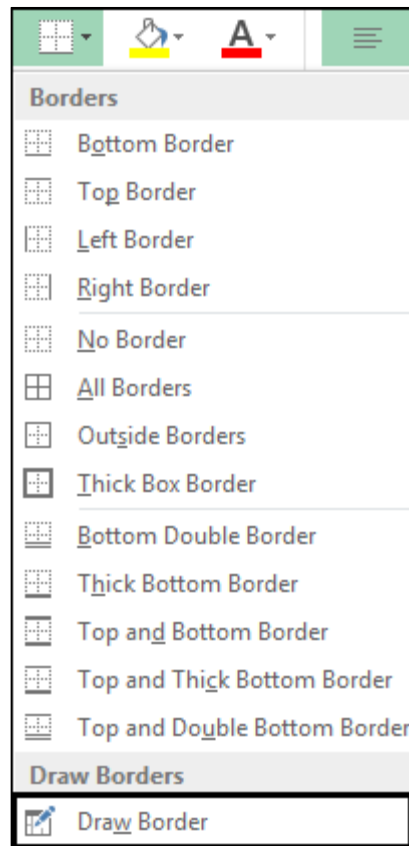 A
Borders
Bottom Border
Top Border
Left Border
Right Border
No Border
All Borders
Outside Borders
Thick Box Border
Bottom Double Border
Thick Bottom Border
Top and Bottom Border
Top and Thick Bottom Border
Top and Double Bottom Border
Draw Borders
Draw Border